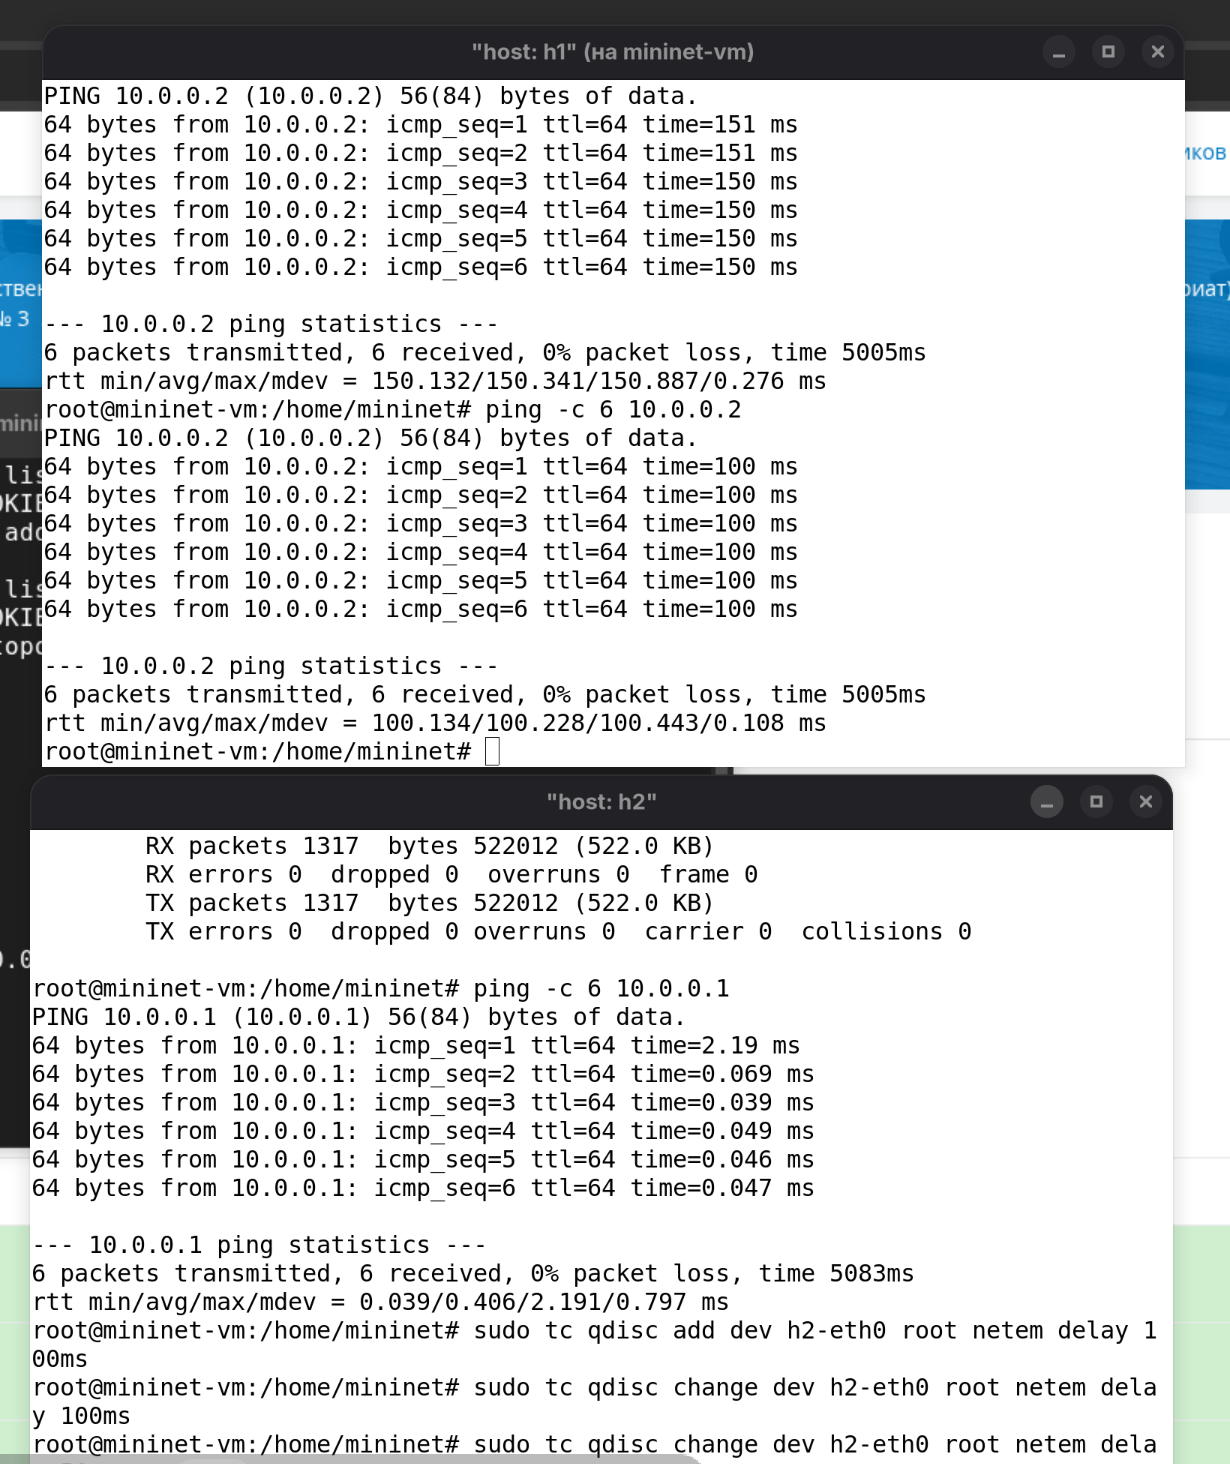 "host: h1" (на mininet-vm)
PING 10.0.0.2 (10.0.0.2) 56(84) bytes of data.
64 bytes from 10.0.0.2: icmp_seq=1 ttl=64 time=151 ms
64 bytes from 10.0.0.2: icmp_seq=2 ttl=64 time=151 ms
64 bytes from 10.0.0.2: icmp_seq=3 ttl=64 time=150 ms
64 bytes from 10.0.0.2: icmp_seq=4 ttl=64 time=150 ms
64 bytes from 10.0.0.2: icmp_seq=5 ttl=64 time=150 ms
64 bytes from 10.0.0.2: icmp_seq=6 ttl=64 time=150 ms
--- 10.0.0.2 ping statistics ---
6 packets transmitted, 6 received, 0% packet loss, time 5005ms
rtt min/avg/max/mdev = 150.132/150.341/150.887/0.276 ms
root@mininet-vm:/home/mininet# ping -c 6 10.0.0.2
PING 10.0.0.2 (10.0.0.2) 56(84) bytes of data.
64 bytes from 10.0.0.2: icmp_seq=1 ttl=64 time=100 ms
64 bytes from 10.0.0.2: icmp_seq=2 ttl=64 time=100 ms
64 bytes from 10.0.0.2: icmp_seq=3 ttl=64 time=100 ms
64 bytes from 10.0.0.2: icmp_seq=4 ttl=64 time=100 ms
64 bytes from 10.0.0.2: icmp_seq=5 ttl=64 time=100 ms
64 bytes from 10.0.0.2: icmp_seq=6 ttl=64 time=100 ms
--- 10.0.0.2 ping statistics ---
6 packets transmitted, 6 received, 0% packet loss, time 5005ms
rtt min/avg/max/mdev = 100.134/100.228/100.443/0.108 ms
root@mininet-vm:/home/mininet#
"host: h2"
RX packets 1317  bytes 522012 (522.0 KB)
RX errors 0  dropped 0  overruns 0  frame 0
TX packets 1317  bytes 522012 (522.0 KB)
TX errors 0  dropped 0 overruns 0  carrier 0  collisions 0
root@mininet-vm:/home/mininet# ping -c 6 10.0.0.1
PING 10.0.0.1 (10.0.0.1) 56(84) bytes of data.
64 bytes from 10.0.0.1: icmp_seq=1 ttl=64 time=2.19 ms
64 bytes from 10.0.0.1: icmp_seq=2 ttl=64 time=0.069 ms
64 bytes from 10.0.0.1: icmp_seq=3 ttl=64 time=0.039 ms
64 bytes from 10.0.0.1: icmp_seq=4 ttl=64 time=0.049 ms
64 bytes from 10.0.0.1: icmp_seq=5 ttl=64 time=0.046 ms
64 bytes from 10.0.0.1: icmp_seq=6 ttl=64 time=0.047 ms
--- 10.0.0.1 ping statistics ---
6 packets transmitted, 6 received, 0% packet loss, time 5083ms
rtt min/avg/max/mdev = 0.039/0.406/2.191/0.797 ms
root@mininet-vm:/home/mininet# sudo tc qdisc add dev h2-eth0 root netem delay 1
00ms
root@mininet-vm:/home/mininet# sudo tc qdisc change dev h2-eth0 root netem dela
y 100ms
root@mininet-vm:/home/mininet# sudo tc qdisc change dev h2-eth0 root netem dela
№ 3